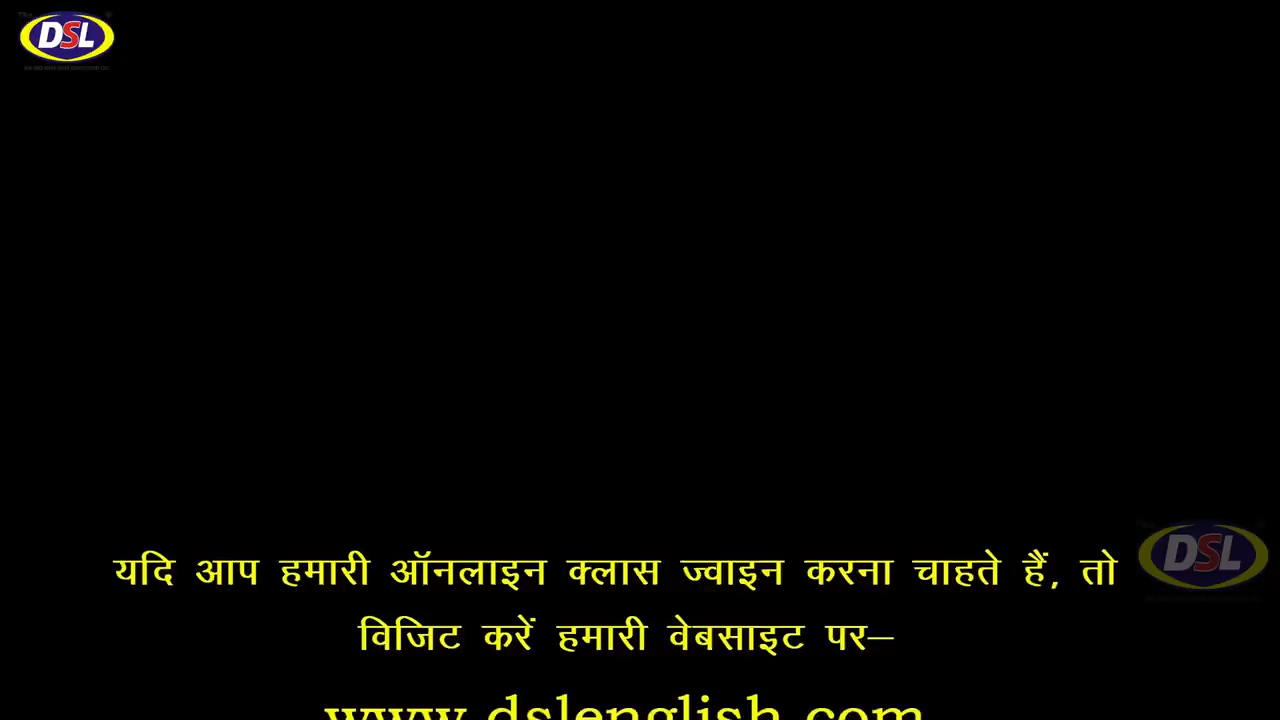 DSL
यदि आप हमारी ऑनलाइन क्लास ज्वाइन करना चाहते हैं, तो
DSL
विजिट करें हमारी वेबसाइट पर–
www.dslenglish.com